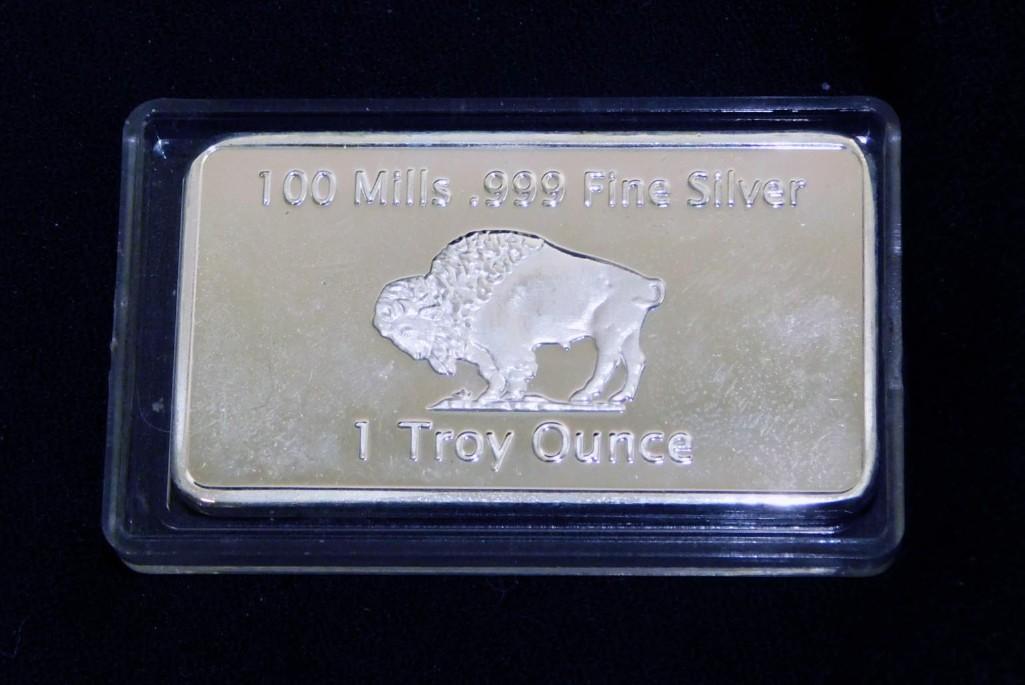 100 Mills .999 Fine Silver
1 Troy Ounce